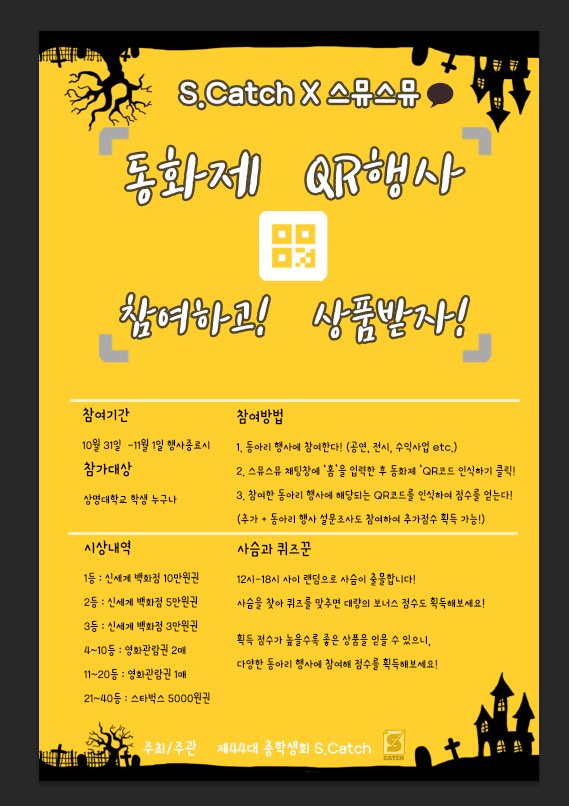 S.Catch X 스뮤스뮤
동화제 QR행사
참여하고! 상품받자!
참여기간
10월 31일 -11월 1일 행사종료시
참가대상
상명대학교 학생 누구나
참여방법
1. 동아리 행사에 참여한다! (공연, 전시, 수익사업 etc.)
2. 스뮤스뮤 채팅창에 '홈'을 입력한 후 동화제 'QR코드 인식하기 클릭!
3. 참여한 동아리 행사에 해당되는 QR코드를 인식하여 점수를 얻는다!
(추가 + 동아리 행사 설문조사도 참여하여 추가점수 획득 가능!)
시상내역
1등 : 신세계 백화점 10만원권
2등 : 신세계 백화점 5만원권
3등 : 신세계 백화점 3만원권
4~10등 : 영화관람권 2매
11~20등 : 영화관람권 1매
21~40등 : 스타벅스 5000원권
사슴과 퀴즈꾼
12시-18시 사이 랜덤으로 사슴이 출몰합니다!
사슴을 찾아 퀴즈를 맞추면 대량의 보너스 점수도 획득해보세요!
획득 점수가 높을수록 좋은 상품을 얻을 수 있으니,
다양한 동아리 행사에 참여해 점수를 획득해보세요!
주최/주관 제44대 총학생회 S.Catch
S
CATCH